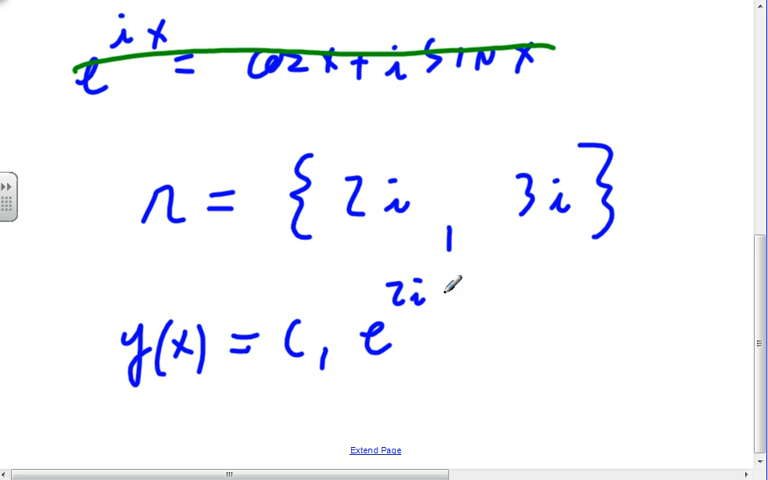 e^{ix} = cos x + i sin x
r = { 2i , 3i }
y(x) = c₁ e^{2i}
Extend Page